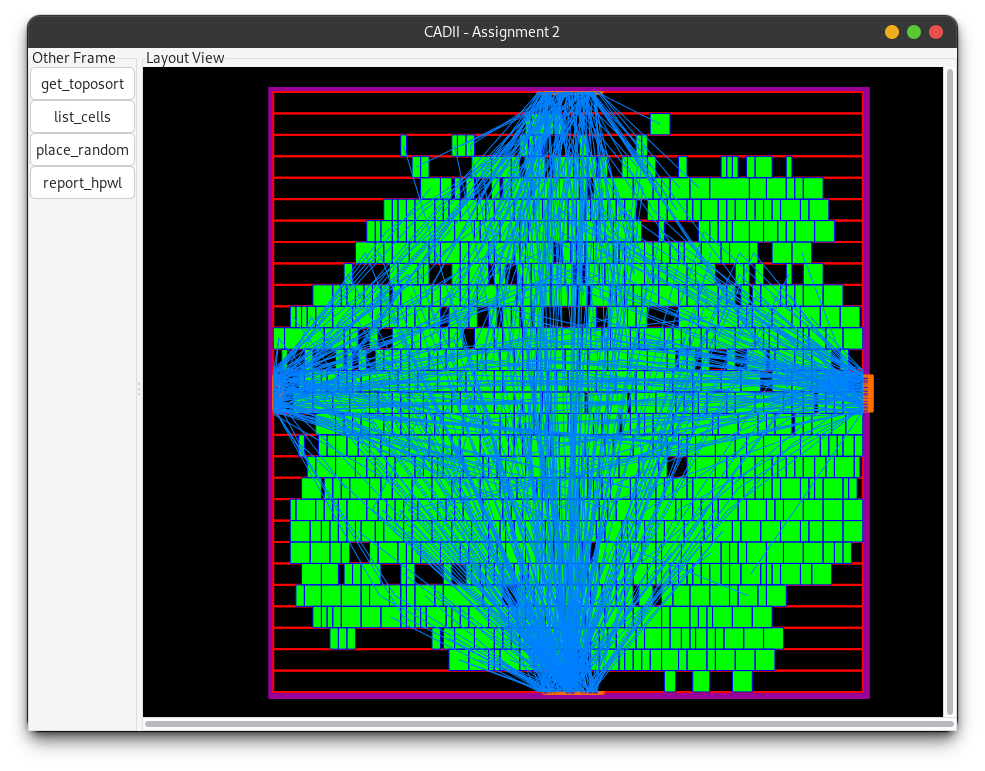 CADII - Assignment 2
Other Frame
Layout View
get_toposort
list_cells
place_random
report_hpwl